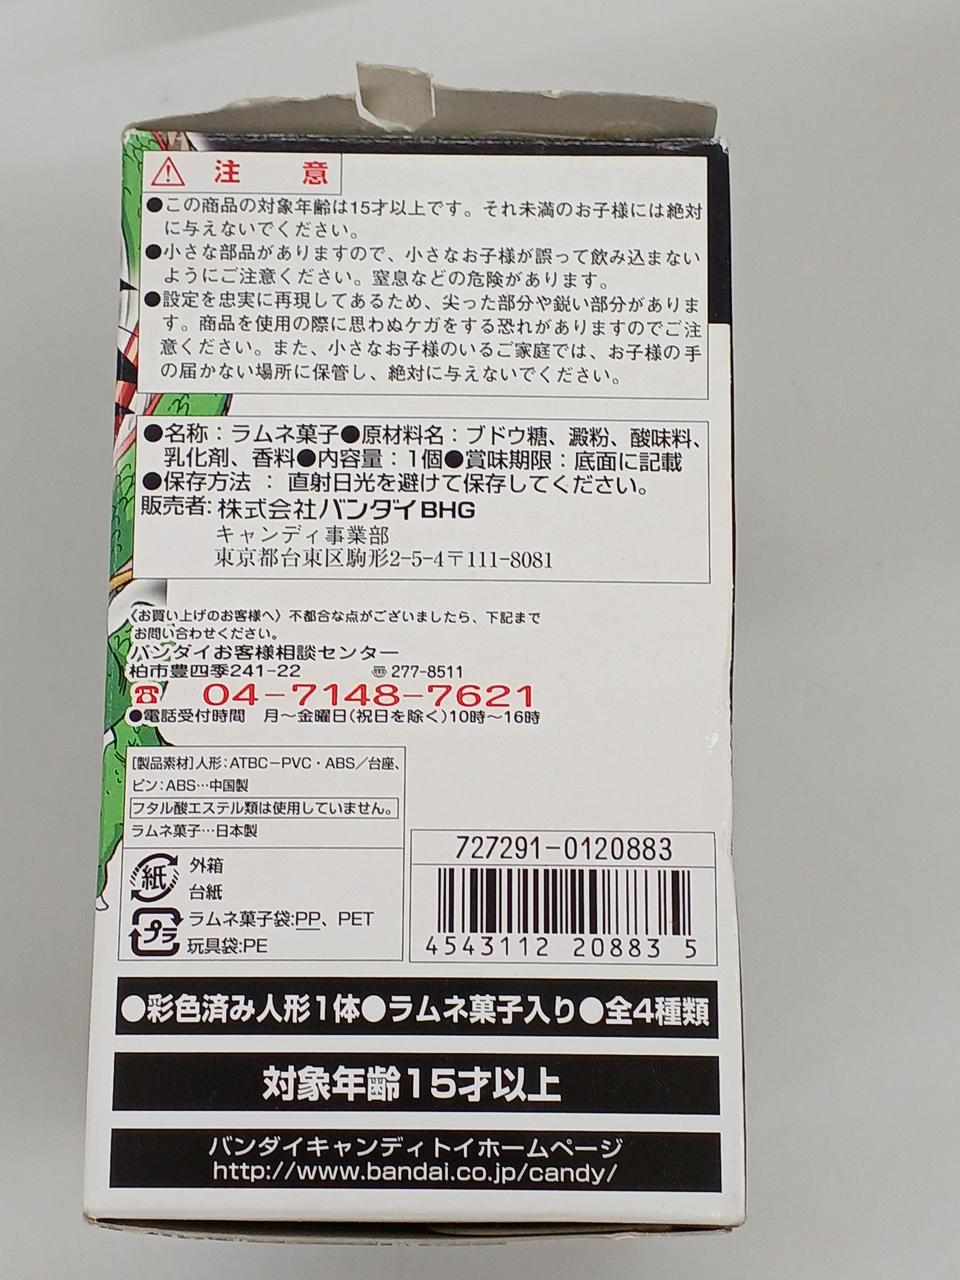 注 意
●この商品の対象年齢は15才以上です。それ未満のお子様には絶対
に与えないでください。
●小さな部品がありますので、小さなお子様が誤って飲み込まない
ようにご注意ください。窒息などの危険があります。
●設定を忠実に再現してあるため、尖った部分や鋭い部分がありま
す。商品を使用の際に思わぬケガをする恐れがありますのでご注
意ください。また、小さなお子様のいるご家庭では、お子様の手
の届かない場所に保管し、絶対に与えないでください。
●名称：ラムネ菓子●原材料名：ブドウ糖、澱粉、酸味料、
乳化剤、香料●内容量：1個●賞味期限：底面に記載
●保存方法 ： 直射日光を避けて保存してください。
販売者: 株式会社バンダイBHG
キャンディ事業部
東京都台東区駒形2-5-4〒111-8081
〈お買い上げのお客様へ〉不都合な点がございましたら、下記まで
お問い合わせください。
バンダイお客様相談センター
柏市豊四季241-22 〠277-8511
☎ 04-7148-7621
●電話受付時間 月～金曜日(祝日を除く)10時～16時
[製品素材]人形:ATBC-PVC・ABS／台座、
ピン:ABS…中国製
フタル酸エステル類は使用していません。
ラムネ菓子…日本製
紙 外箱
台紙
プラ ラムネ菓子袋:PP、PET
玩具袋:PE
727291-0120883
4543112 20883 5
●彩色済み人形1体●ラムネ菓子入り●全4種類
対象年齢15才以上
バンダイキャンディトイホームページ
http://www.bandai.co.jp/candy/